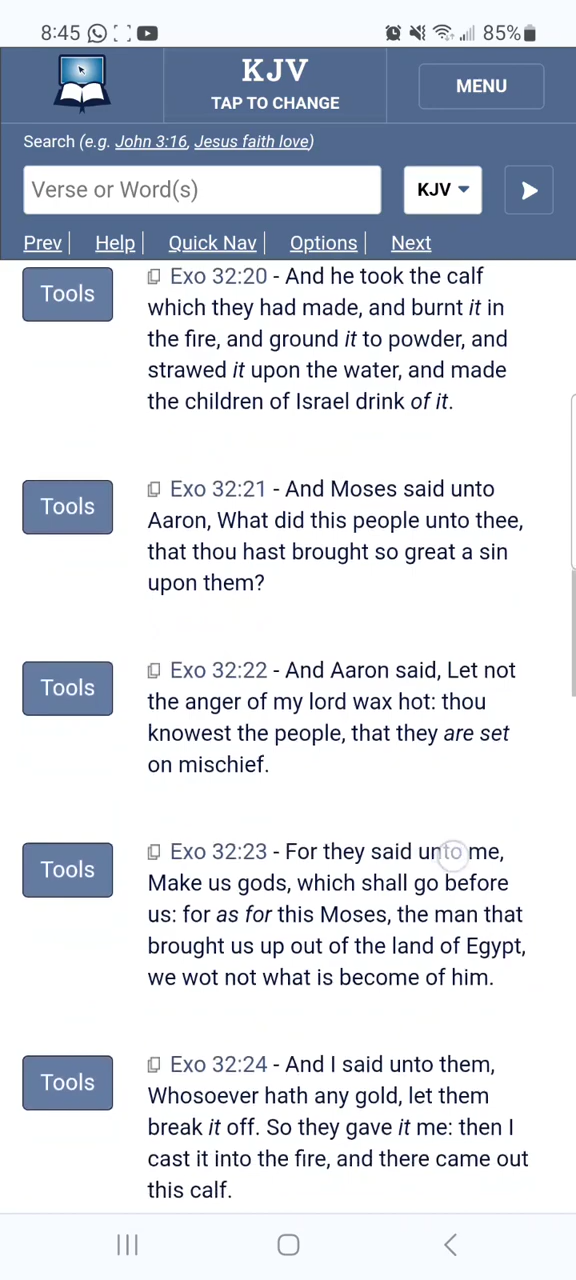 8:45 85%
KJV
TAP TO CHANGE
MENU
Search (e.g. John 3:16, Jesus faith love)
Verse or Word(s)
KJV
Prev | Help | Quick Nav | Options | Next
Tools
Exo 32:20 - And he took the calf
which they had made, and burnt it in
the fire, and ground it to powder, and
strawed it upon the water, and made
the children of Israel drink of it.
Tools
Exo 32:21 - And Moses said unto
Aaron, What did this people unto thee,
that thou hast brought so great a sin
upon them?
Tools
Exo 32:22 - And Aaron said, Let not
the anger of my lord wax hot: thou
knowest the people, that they are set
on mischief.
Tools
Exo 32:23 - For they said unto me,
Make us gods, which shall go before
us: for as for this Moses, the man that
brought us up out of the land of Egypt,
we wot not what is become of him.
Tools
Exo 32:24 - And I said unto them,
Whosoever hath any gold, let them
break it off. So they gave it me: then I
cast it into the fire, and there came out
this calf.